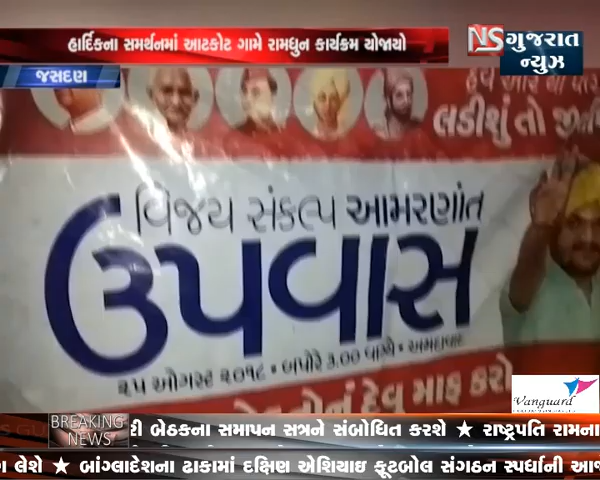 હાર્દિકના સમર્થનમાં આટકોટ ગામે રામધુન કાર્યક્રમ યોજાયો
NS ગુજરાત
ન્યુઝ
જસદણ
લડીશું તો
વિજય સંકલ્પ આમરણાંત
ઉપવાસ
૨૫ ઓગસ્ટ ૨૦૧૮ • બપોરે ૩.૦૦ વાગ્યે • અમદાવાદ
દેવુ માફ કરો
Vanguard
BREAKING
NEWS
રી બેઠકના સમાપન સત્રને સંબોધિત કરશે ★ રાષ્ટ્રપતિ રામના
ગ લેશે ★ બાંગ્લાદેશના ઢાકામાં દક્ષિણ એશિયાઇ ફૂટબોલ સંગઠન સ્પર્ધાની આજ